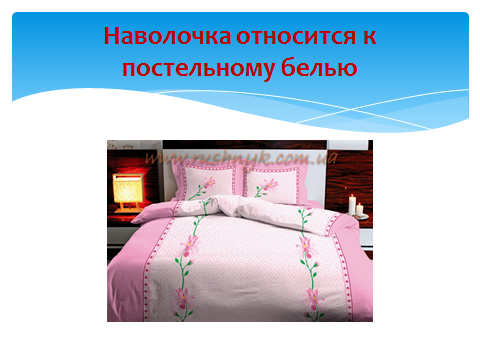 Наволочка относится к
постельному белью
www.rushnyk.com.ua